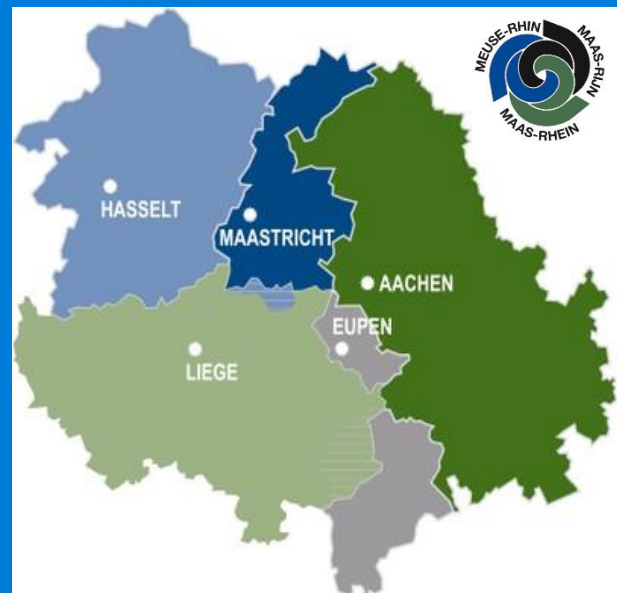 MEUSE-RHIN
MAAS-RIJN
MAAS-RHEIN
HASSELT
MAASTRICHT
AACHEN
EUPEN
LIEGE